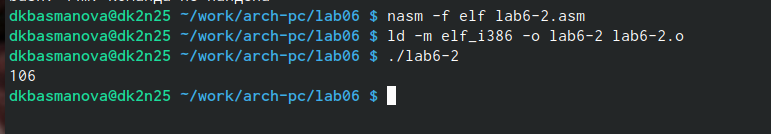 dkbasmanova@dk2n25 ~/work/arch-pc/lab06 $ nasm -f elf lab6-2.asm
dkbasmanova@dk2n25 ~/work/arch-pc/lab06 $ ld -m elf_i386 -o lab6-2 lab6-2.o
dkbasmanova@dk2n25 ~/work/arch-pc/lab06 $ ./lab6-2
106
dkbasmanova@dk2n25 ~/work/arch-pc/lab06 $